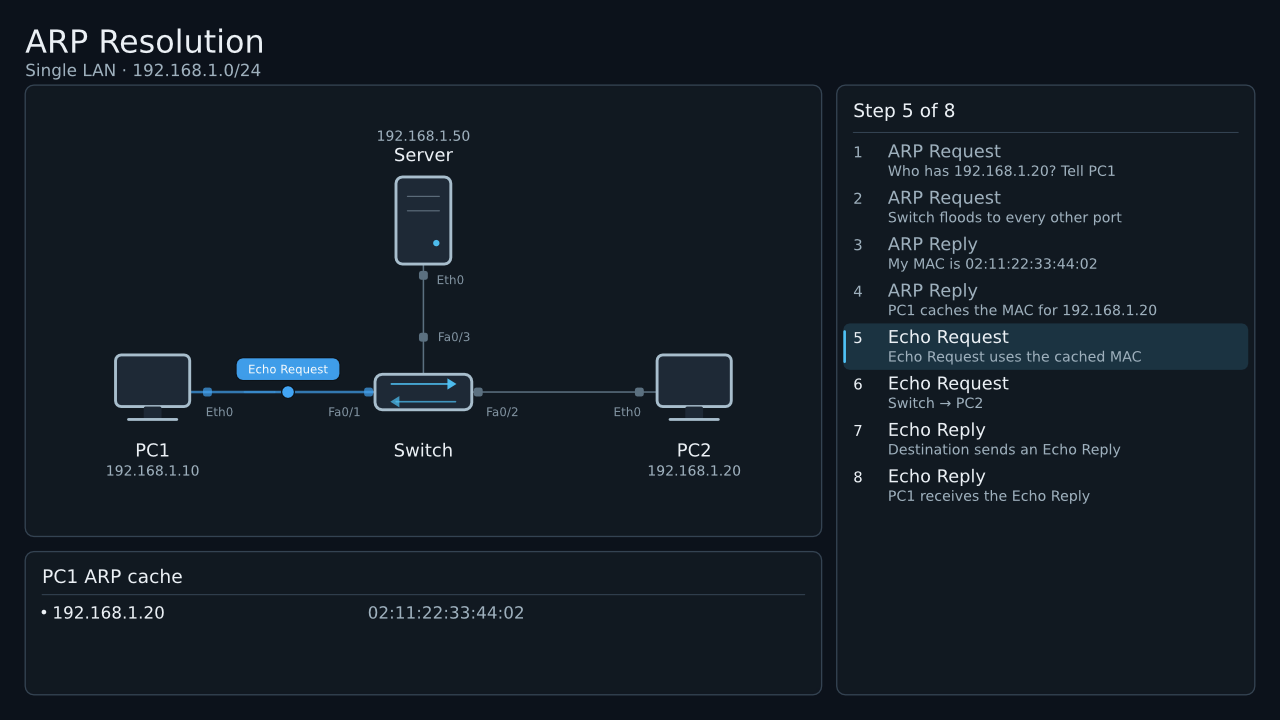 ARP Resolution
Single LAN · 192.168.1.0/24
192.168.1.50
Server
Eth0
Fa0/3
Echo Request
Eth0
Fa0/1
Fa0/2
Eth0
PC1
192.168.1.10
Switch
PC2
192.168.1.20
PC1 ARP cache
• 192.168.1.20 02:11:22:33:44:02
Step 5 of 8
1 ARP Request
Who has 192.168.1.20? Tell PC1
2 ARP Request
Switch floods to every other port
3 ARP Reply
My MAC is 02:11:22:33:44:02
4 ARP Reply
PC1 caches the MAC for 192.168.1.20
5 Echo Request
Echo Request uses the cached MAC
6 Echo Request
Switch → PC2
7 Echo Reply
Destination sends an Echo Reply
8 Echo Reply
PC1 receives the Echo Reply